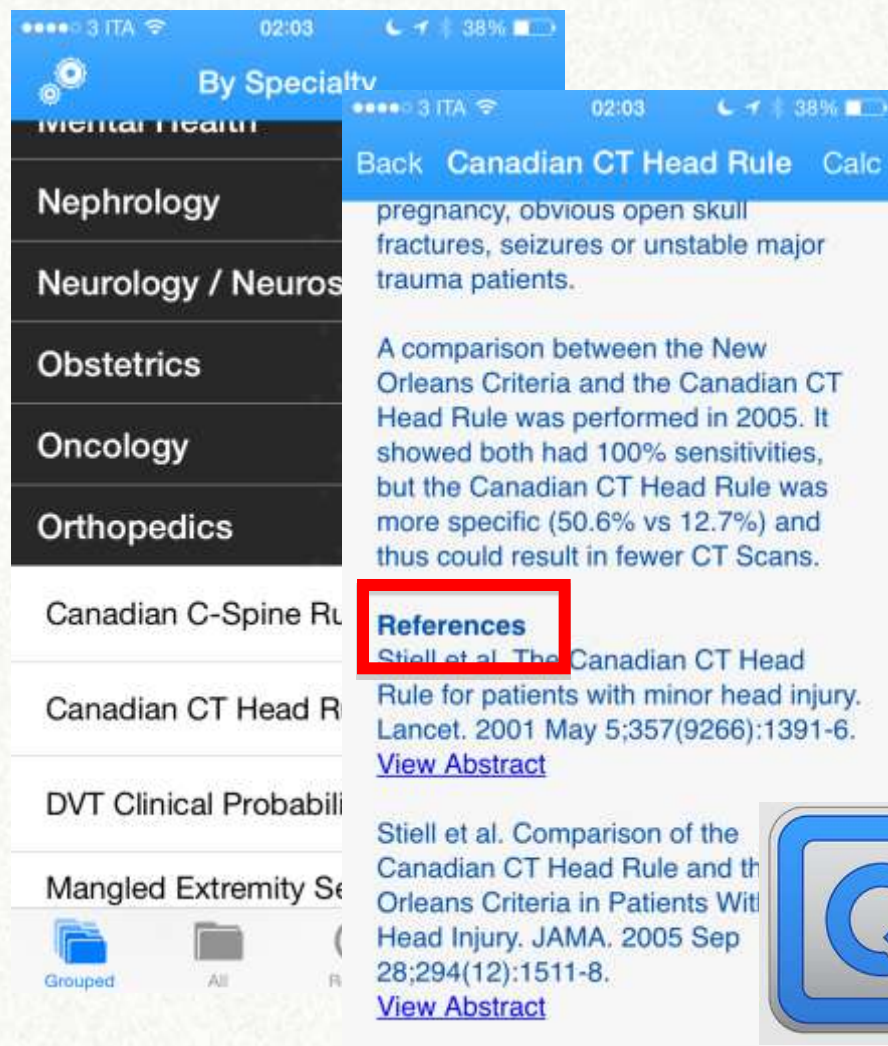 3 ITA 02:03 38%
By Specialty
Mental Health
Nephrology
Neurology / Neuros
Obstetrics
Oncology
Orthopedics
Canadian C-Spine Ru
Canadian CT Head R
DVT Clinical Probabili
Mangled Extremity Se
Grouped All R
3 ITA 02:03 38%
Back Canadian CT Head Rule Calc
pregnancy, obvious open skull
fractures, seizures or unstable major
trauma patients.
A comparison between the New
Orleans Criteria and the Canadian CT
Head Rule was performed in 2005. It
showed both had 100% sensitivities,
but the Canadian CT Head Rule was
more specific (50.6% vs 12.7%) and
thus could result in fewer CT Scans.
References
Stiell et al. The Canadian CT Head
Rule for patients with minor head injury.
Lancet. 2001 May 5;357(9266):1391-6.
View Abstract
Stiell et al. Comparison of the
Canadian CT Head Rule and th
Orleans Criteria in Patients Wit
Head Injury. JAMA. 2005 Sep
28;294(12):1511-8.
View Abstract
Q